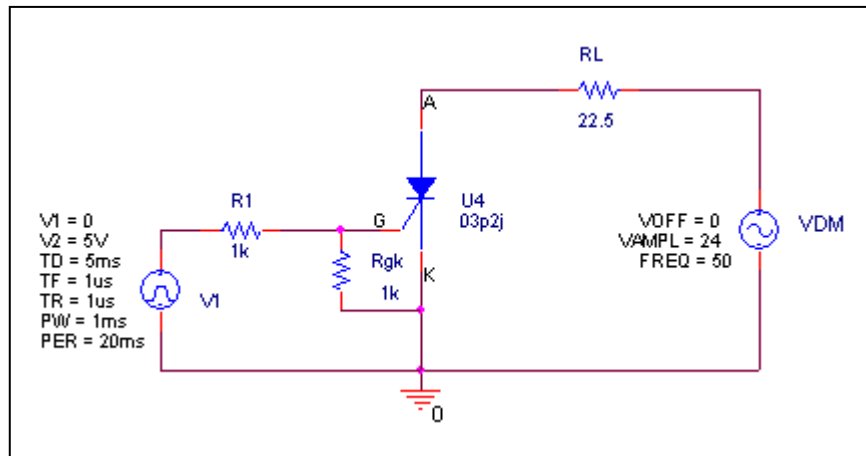 RL
A
22.5
R1
U4
V1 = 0
G
03p2j
V2 = 5V
1k
VOFF = 0
VDM
TD = 5ms
VAMPL = 24
TF = 1us
Rgk
K
FREQ = 50
TR = 1us
V1
1k
PW = 1ms
PER = 20ms
0